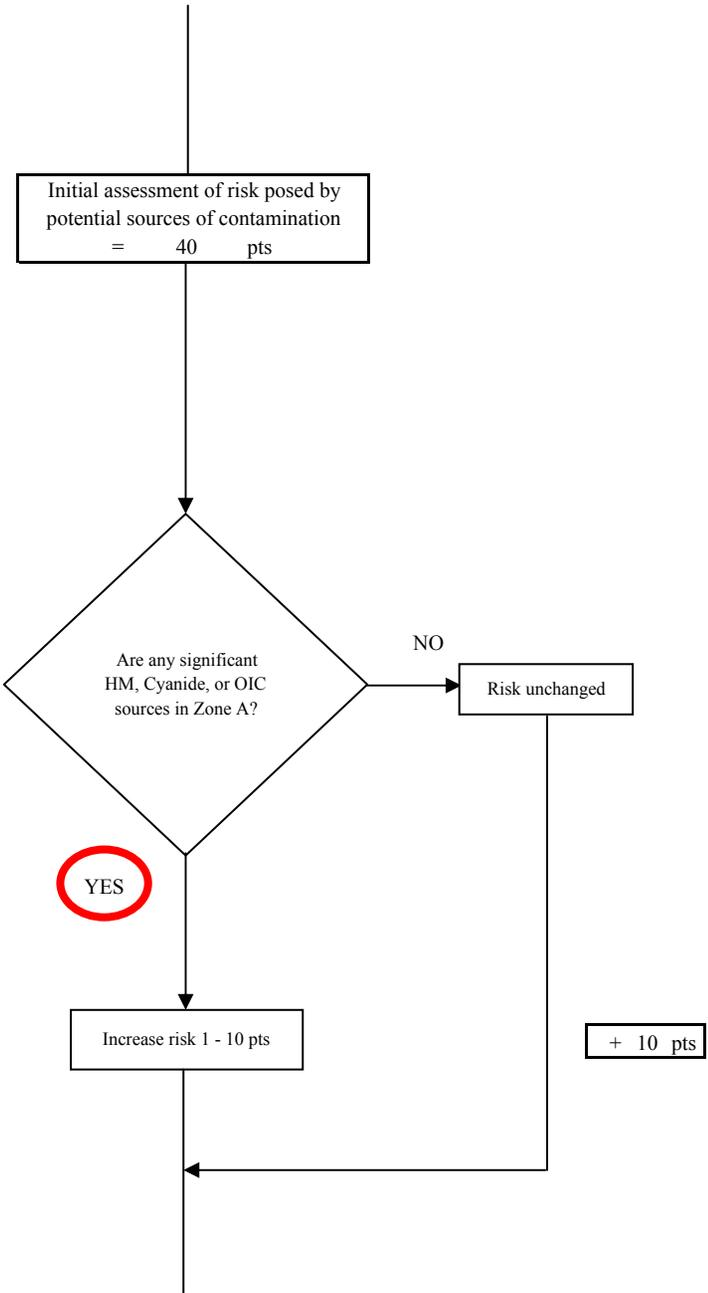 Initial assessment of risk posed by
potential sources of contamination
= 40 pts
Are any significant
HM, Cyanide, or OIC
sources in Zone A?
NO
Risk unchanged
YES
Increase risk 1 - 10 pts
+ 10 pts